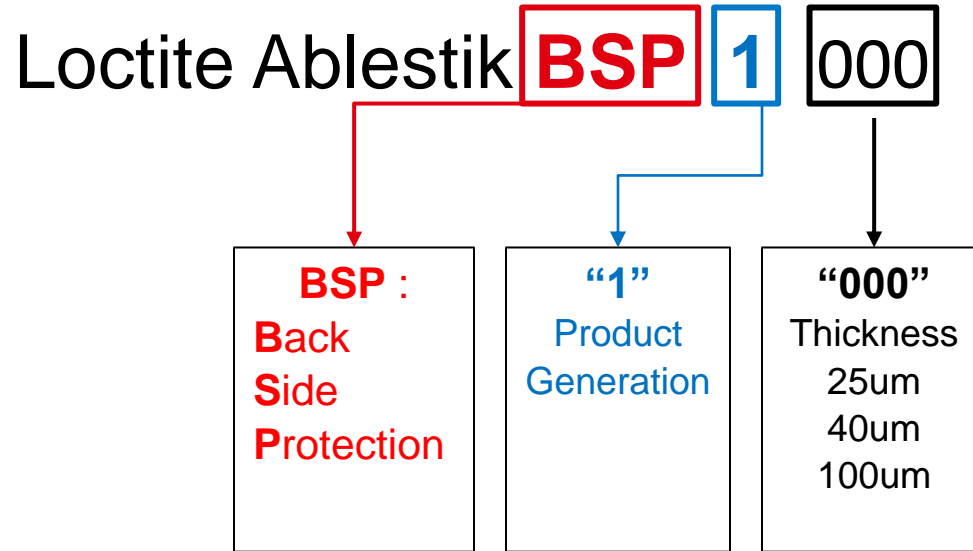 Loctite Ablestik BSP 1 000
BSP :
Back
Side
Protection
“1”
Product
Generation
“000”
Thickness
25um
40um
100um